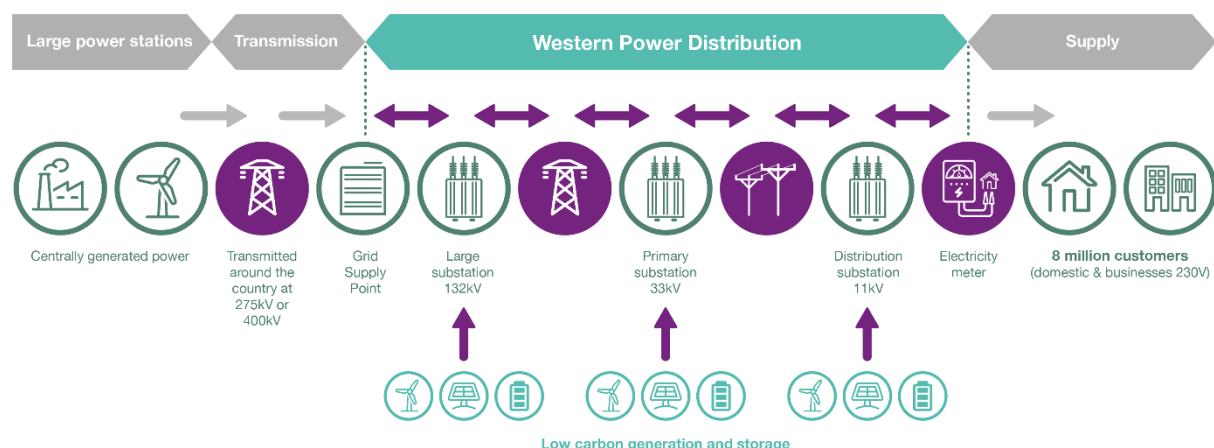 Large power stations
Transmission
Western Power Distribution
Supply
Centrally generated power
Transmitted
around the
country at
275kV or
400kV
Grid
Supply
Point
Large
substation
132kV
Primary
substation
33kV
Distribution
substation
11kV
Electricity
meter
8 million customers
(domestic & businesses 230V)
Low carbon generation and storage